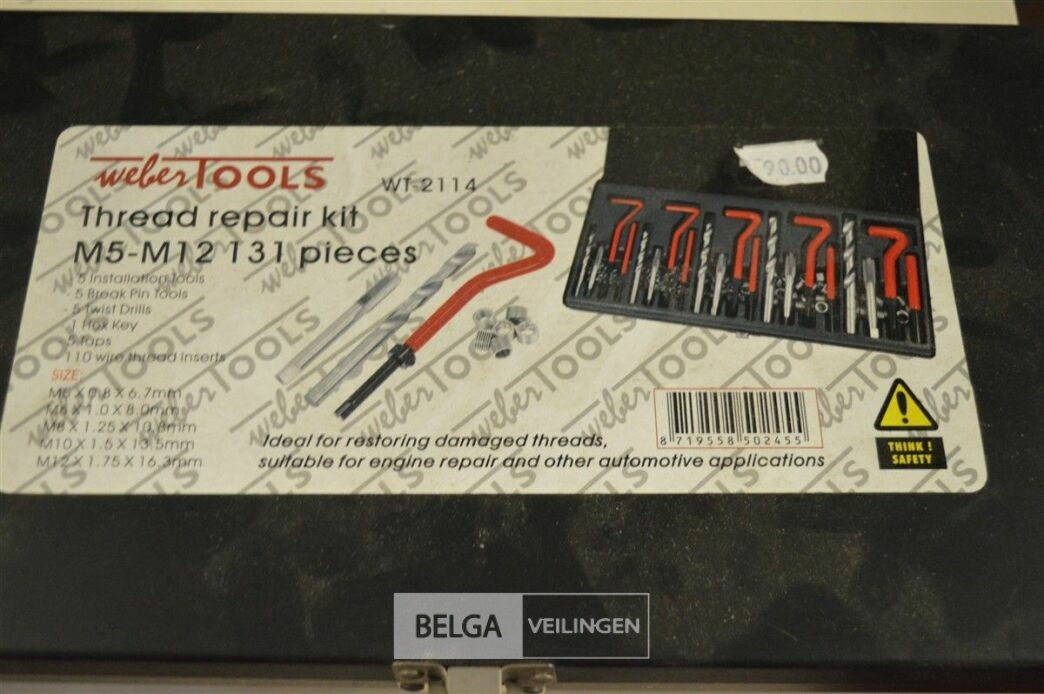 weberTOOLS
WT-2114
90.00
Thread repair kit
M5-M12 131 pieces
- 5 Installation Tools
- 5 Break Pin Tools
- 5 Twist Drills
- 1 Hox Key
5 Taps
110 wire thread inserts
SIZE:
M5 X 0.8 X 6.7mm
M6 X 1.0 X 8.0mm
M8 X 1.25 X 10.8mm
M10 X 1.5 X 13.5mm
M12 X 1.75 X 16.3mm
Ideal for restoring damaged threads,
suitable for engine repair and other automotive applications
8 719558 502455
THINK !
SAFETY
BELGA VEILINGEN